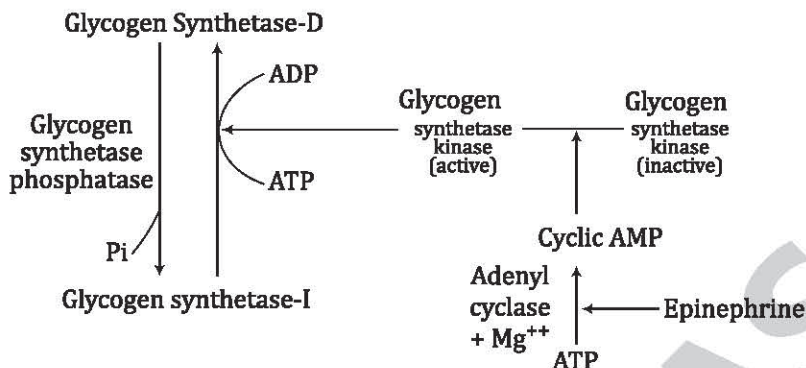 Glycogen Synthetase-D
ADP
Glycogen
synthetase
phosphatase
ATP
Pi
Glycogen synthetase-I
Glycogen
synthetase
kinase
(active)
Glycogen
synthetase
kinase
(inactive)
Cyclic AMP
Adenyl
cyclase
+ Mg⁺⁺
Epinephrine
ATP